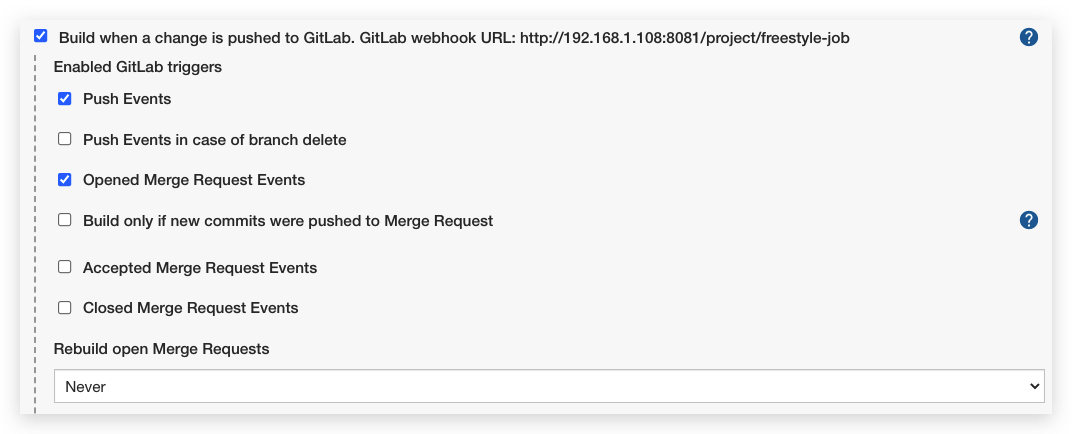 Build when a change is pushed to GitLab. GitLab webhook URL: http://192.168.1.108:8081/project/freestyle-job
?
Enabled GitLab triggers
Push Events
Push Events in case of branch delete
Opened Merge Request Events
Build only if new commits were pushed to Merge Request
?
Accepted Merge Request Events
Closed Merge Request Events
Rebuild open Merge Requests
Never